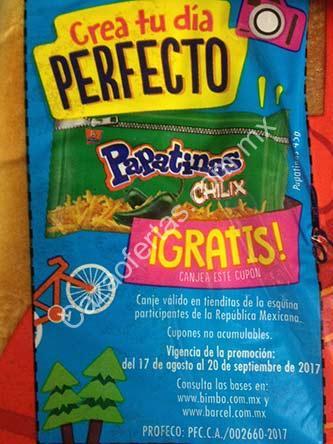 Crea tu día
PERFECTO
Papatinas
CHILIX
Papatinas 45g
¡GRATIS!
CANJEA ESTE CUPÓN
Canje válido en tienditas de la esquina
participantes de la República Mexicana.
Cupones no acumulables.
Vigencia de la promoción:
del 17 de agosto al 20 de septiembre de 2017
Consulta las bases en:
www.bimbo.com.mx y
www.barcel.com.mx
PROFECO: PFC.C.A./002660-2017